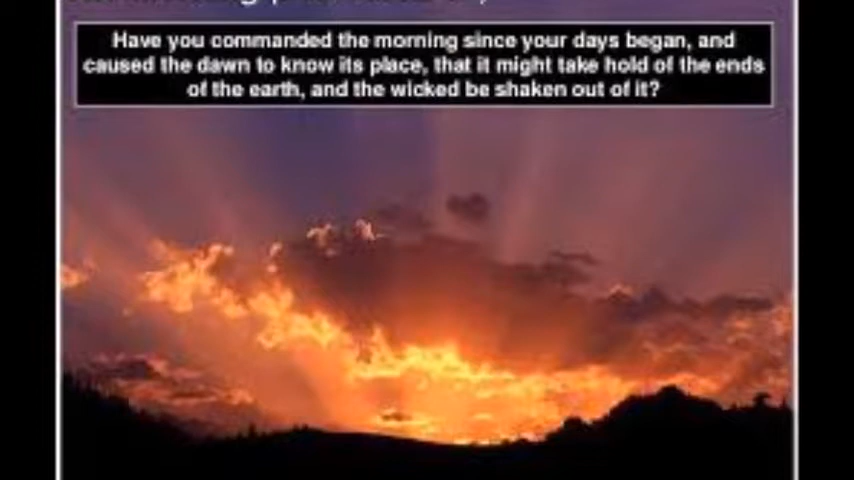 Have you commanded the morning since your days began, and
caused the dawn to know its place, that it might take hold of the ends
of the earth, and the wicked be shaken out of it?